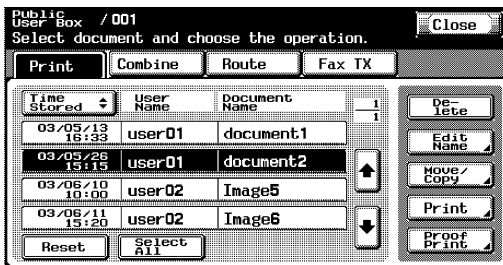 Public
User Box / 001
Close
Select document and choose the operation.
Print Combine Route Fax TX
Time
Stored
User
Name
Document
Name
1
1
03/05/13
16:33
user01 document1
03/05/26
15:15
user01 document2
03/06/10
10:00
user02 Image5
03/06/11
15:20
user02 Image6
Reset
Select
All
De-
lete
Edit
Name
Move/
Copy
Print
Proof
Print